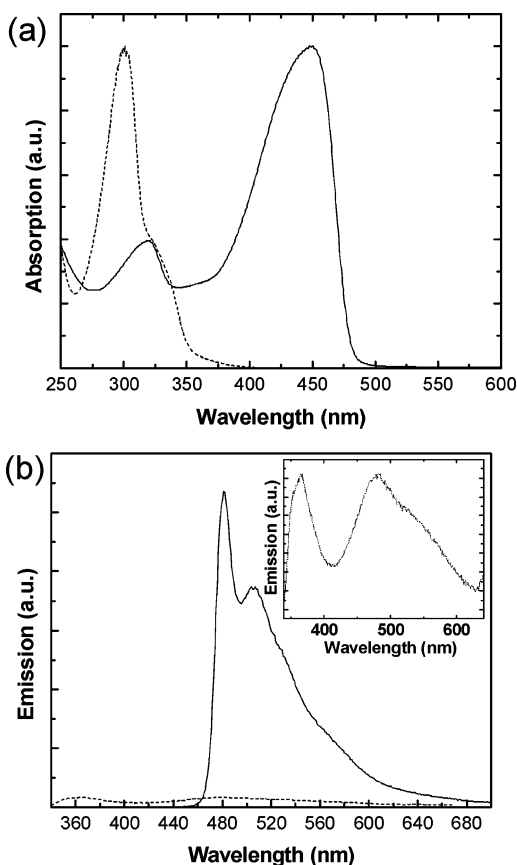 (a)
Absorption (a.u.)
250 300 350 400 450 500 550 600
Wavelength (nm)
(b)
Emission (a.u.)
360 400 440 480 520 560 600 640 680
Wavelength (nm)
Emission (a.u.)
400 500 600
Wavelength (nm)